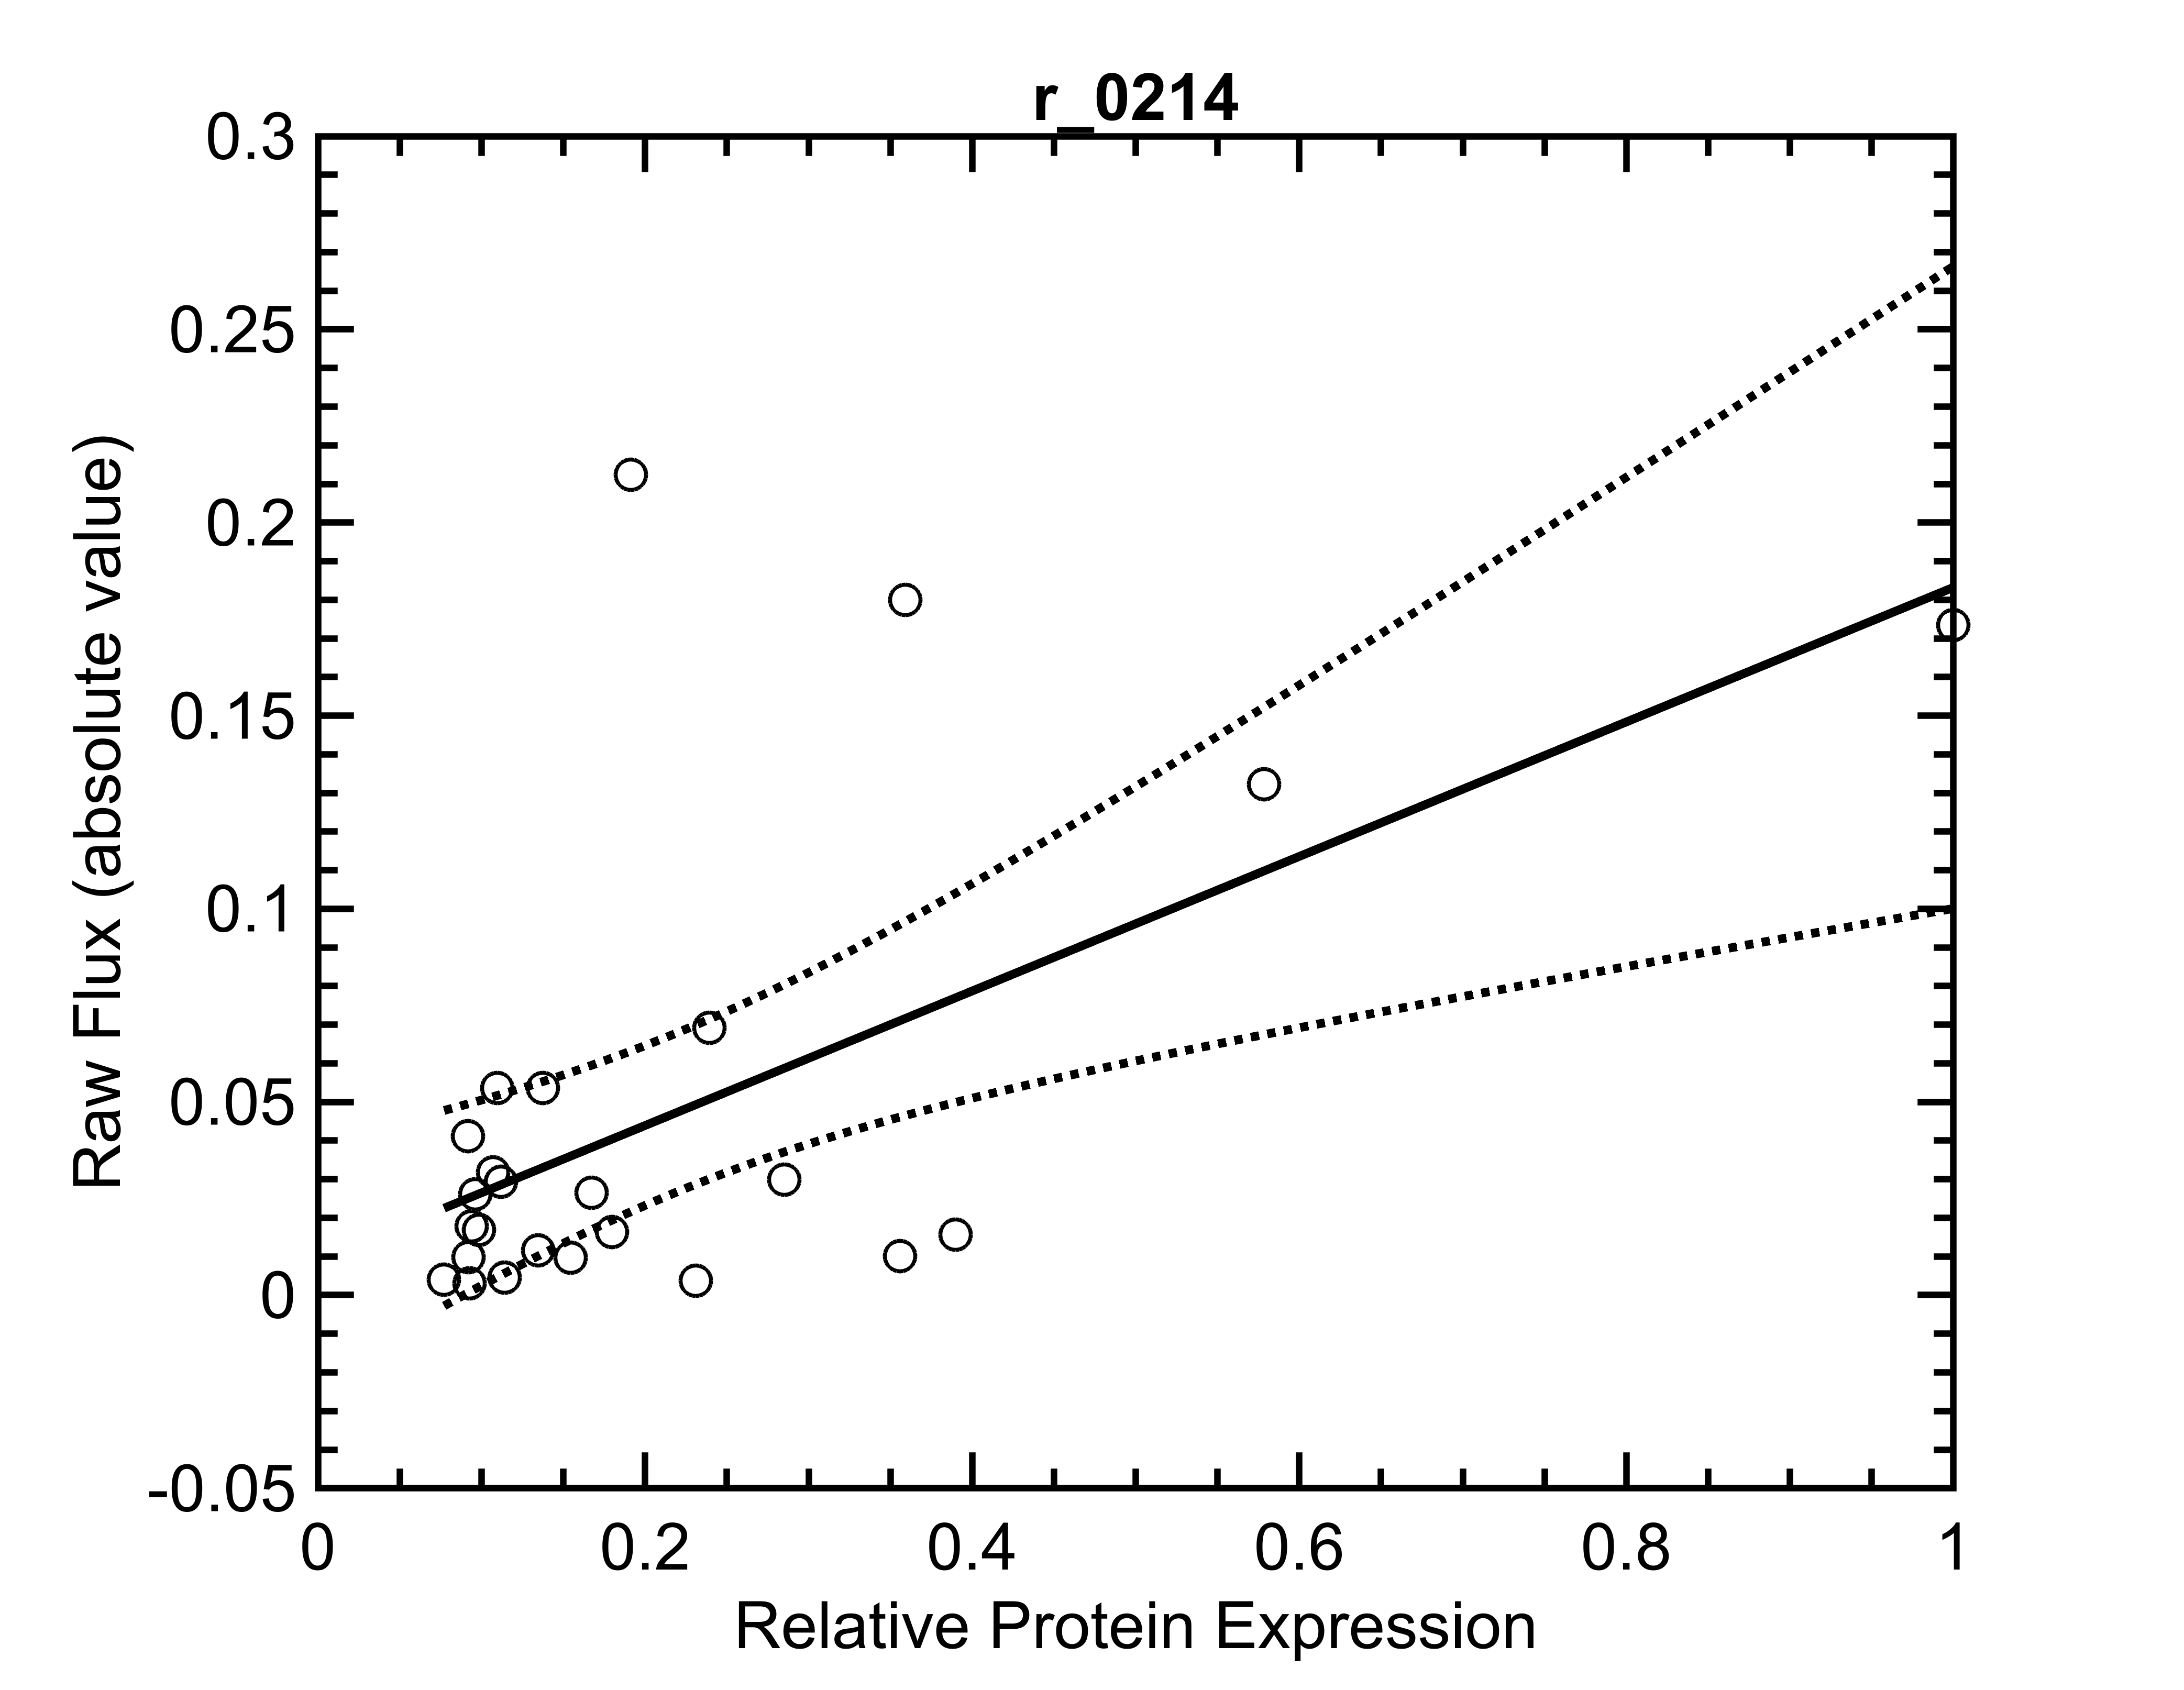 r_0214
0.3
0.25
0.2
0.15
0.1
0.05
0
-0.05
Raw Flux (absolute value)
0 0.2 0.4 0.6 0.8 1
Relative Protein Expression